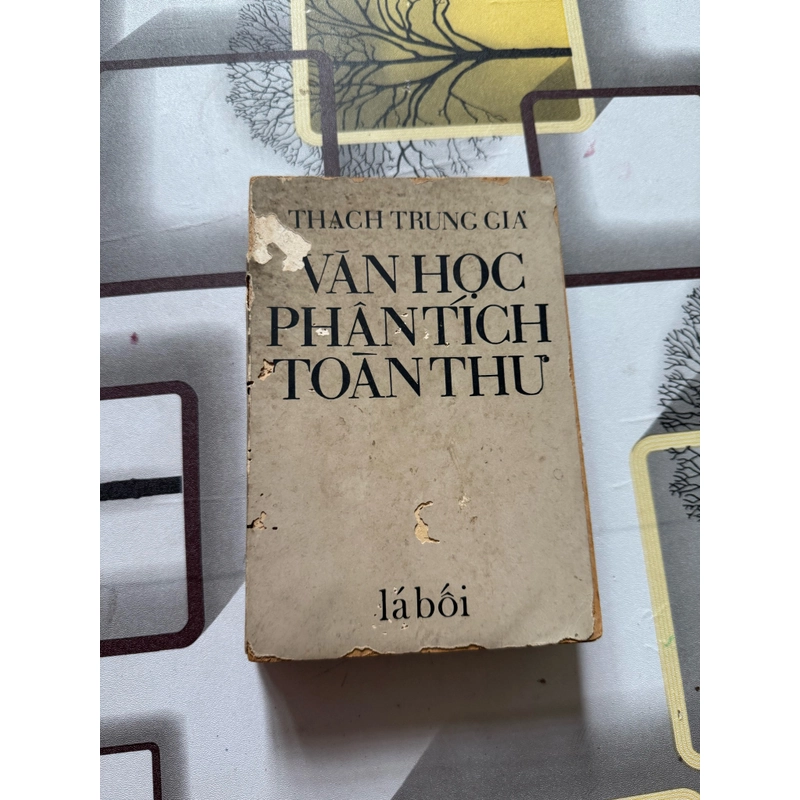 THẠCH TRUNG GIẢ
VĂN HỌC
PHÂN TÍCH
TOÀN THƯ
lá bối